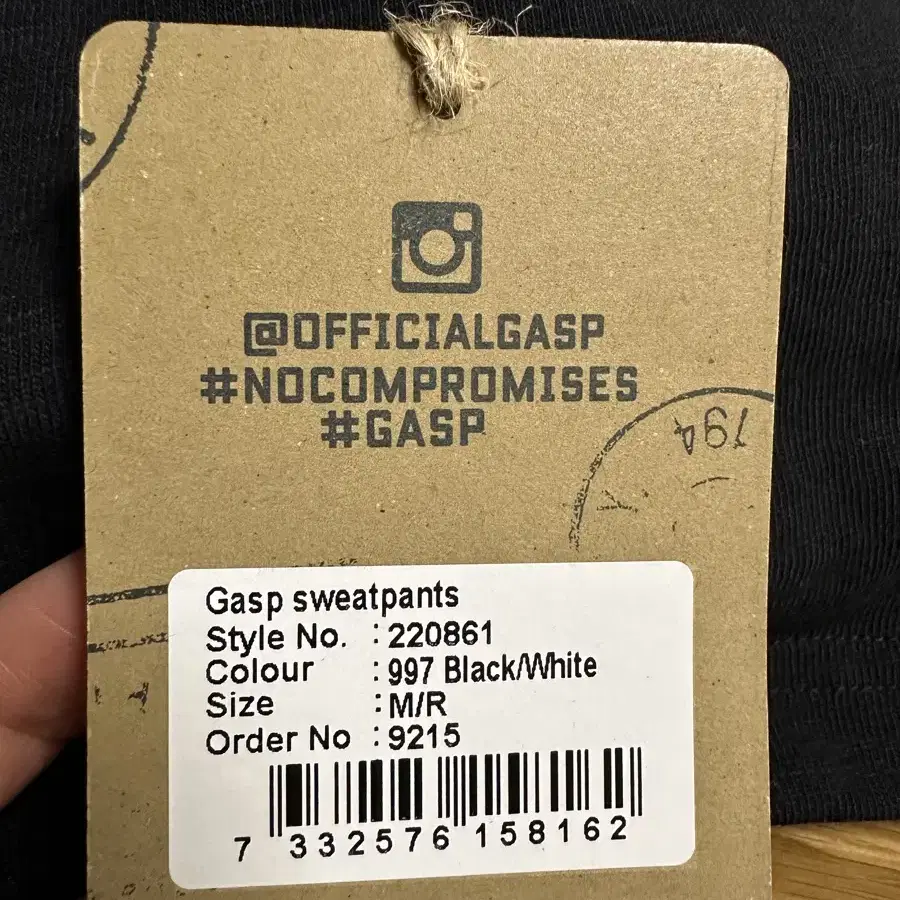 @OFFICIALGASP
#NOCOMPROMISES
#GASP
794
Gasp sweatpants
Style No. : 220861
Colour : 997 Black/White
Size : M/R
Order No : 9215
7 332576 158162